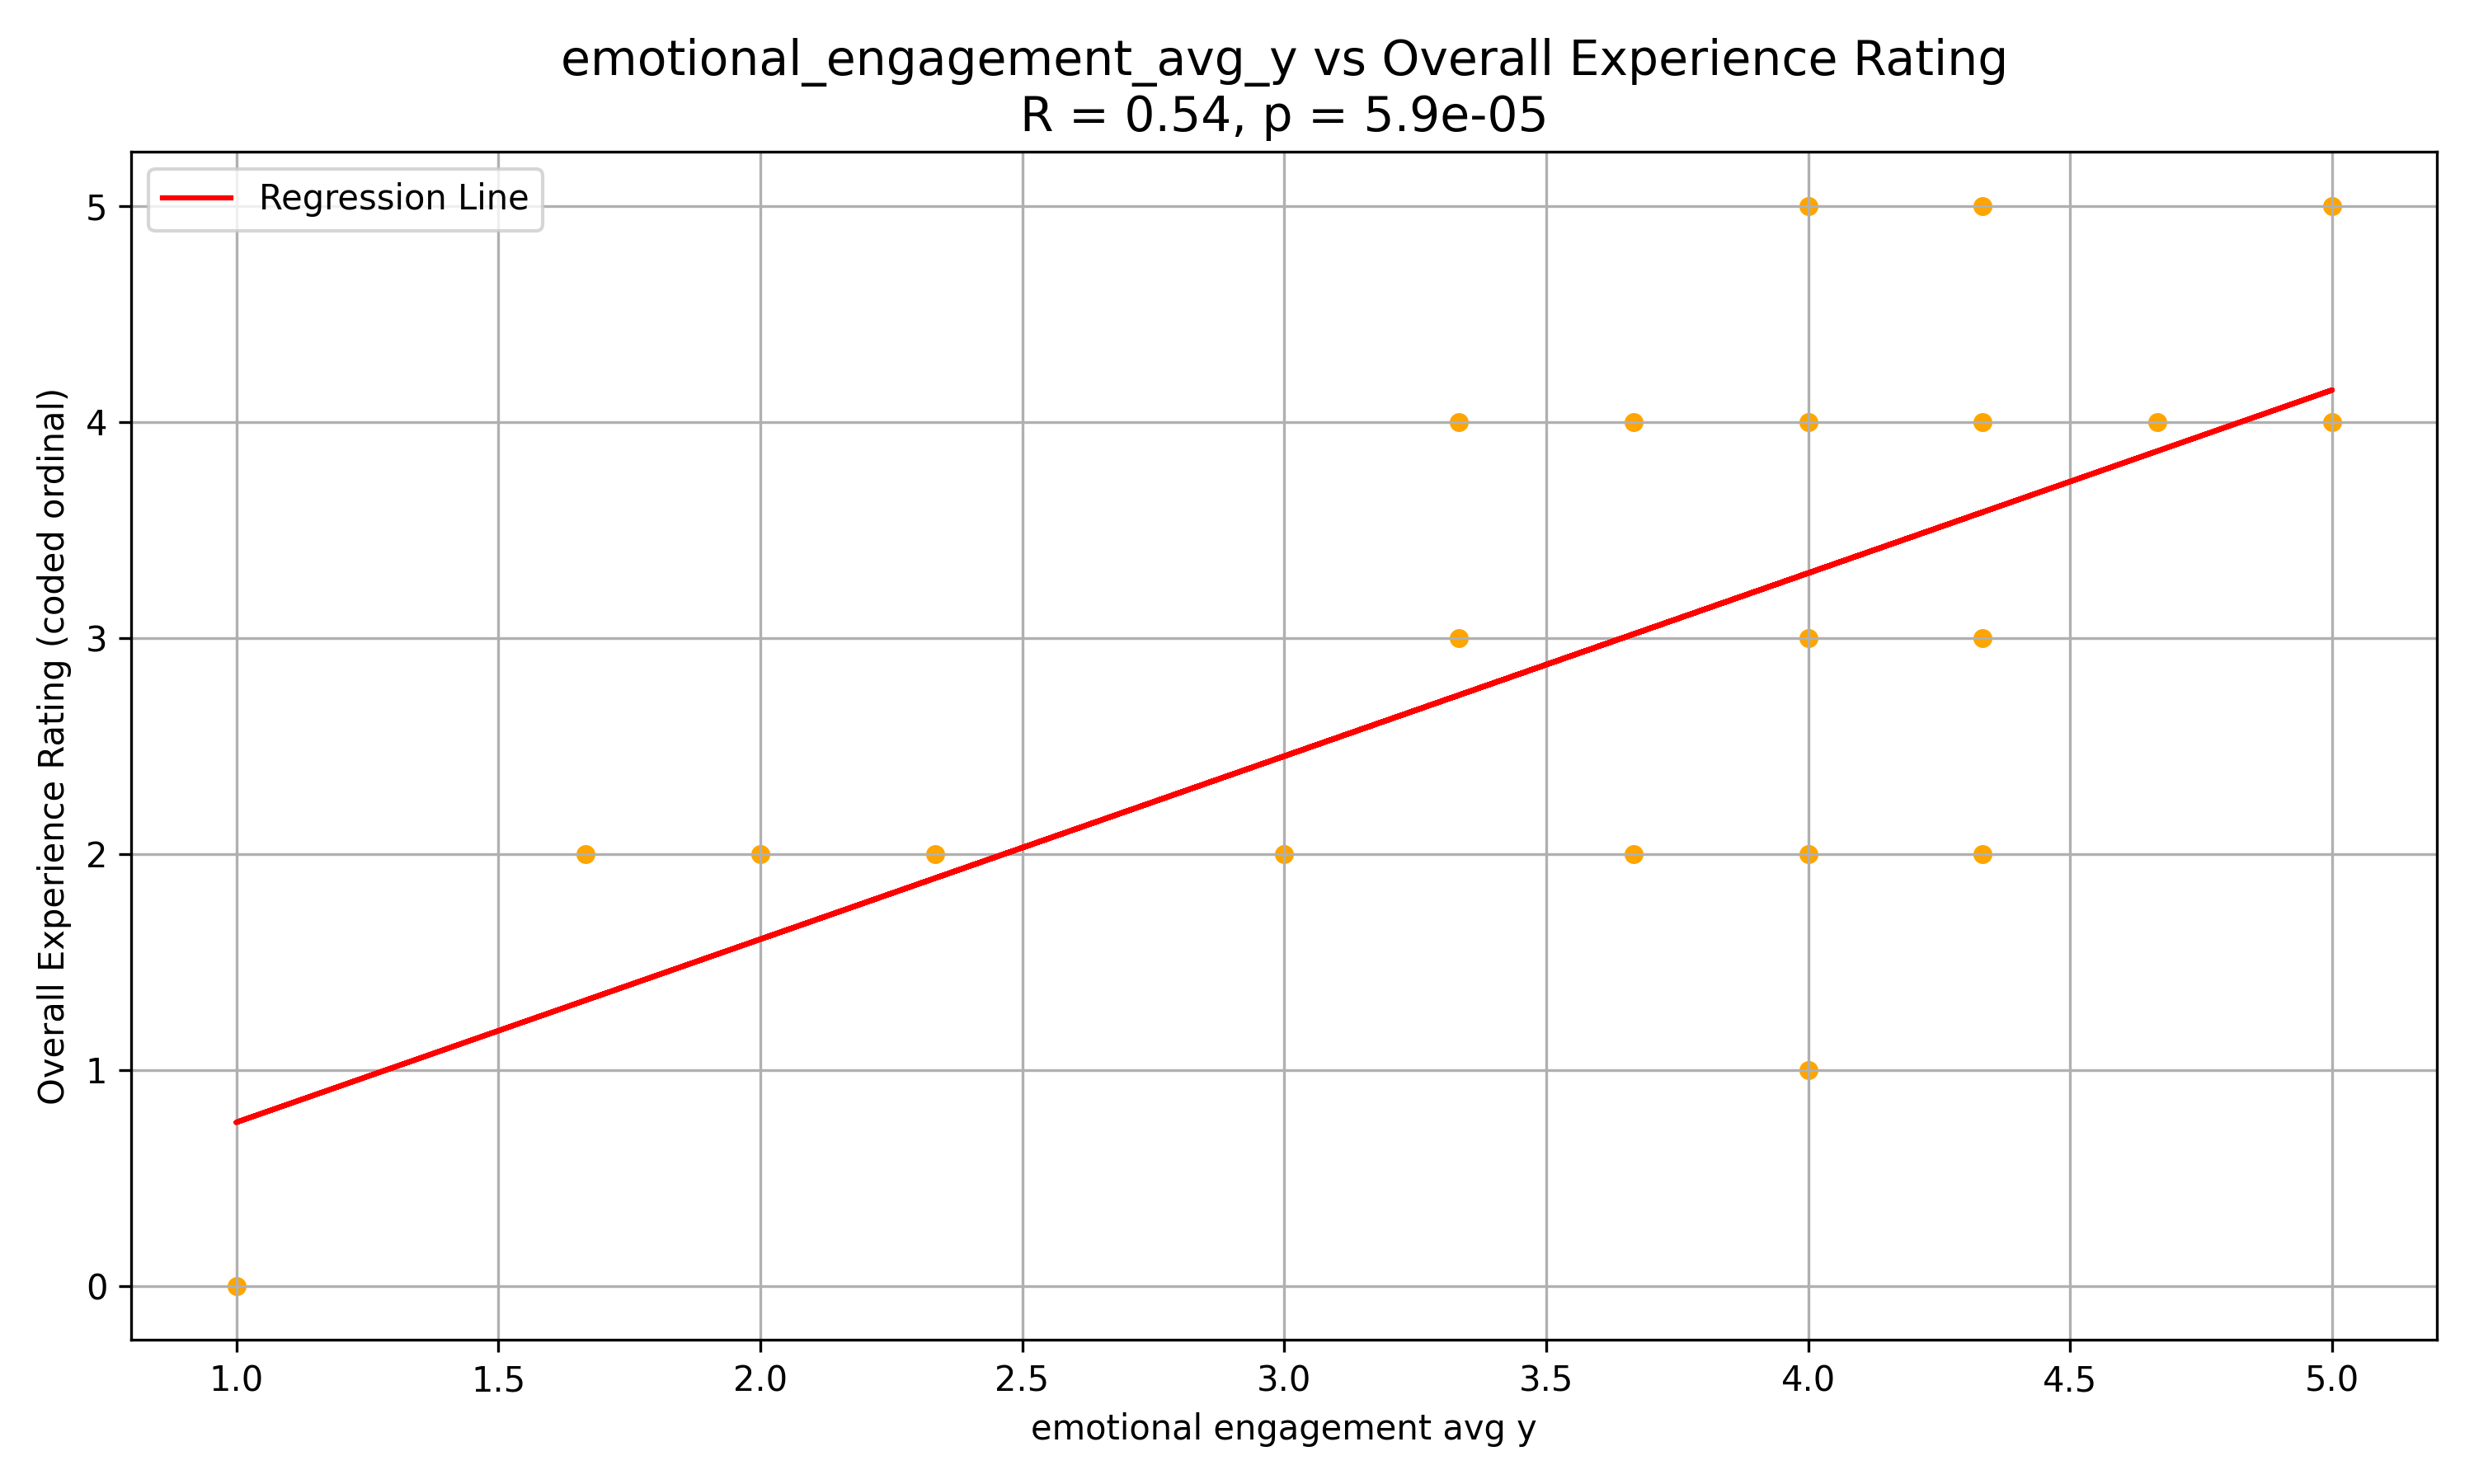 emotional_engagement_avg_y vs Overall Experience Rating
R = 0.54, p = 5.9e-05
Regression Line
Overall Experience Rating (coded ordinal)
5
4
3
2
1
0
1.0 1.5 2.0 2.5 3.0 3.5 4.0 4.5 5.0
emotional engagement avg y